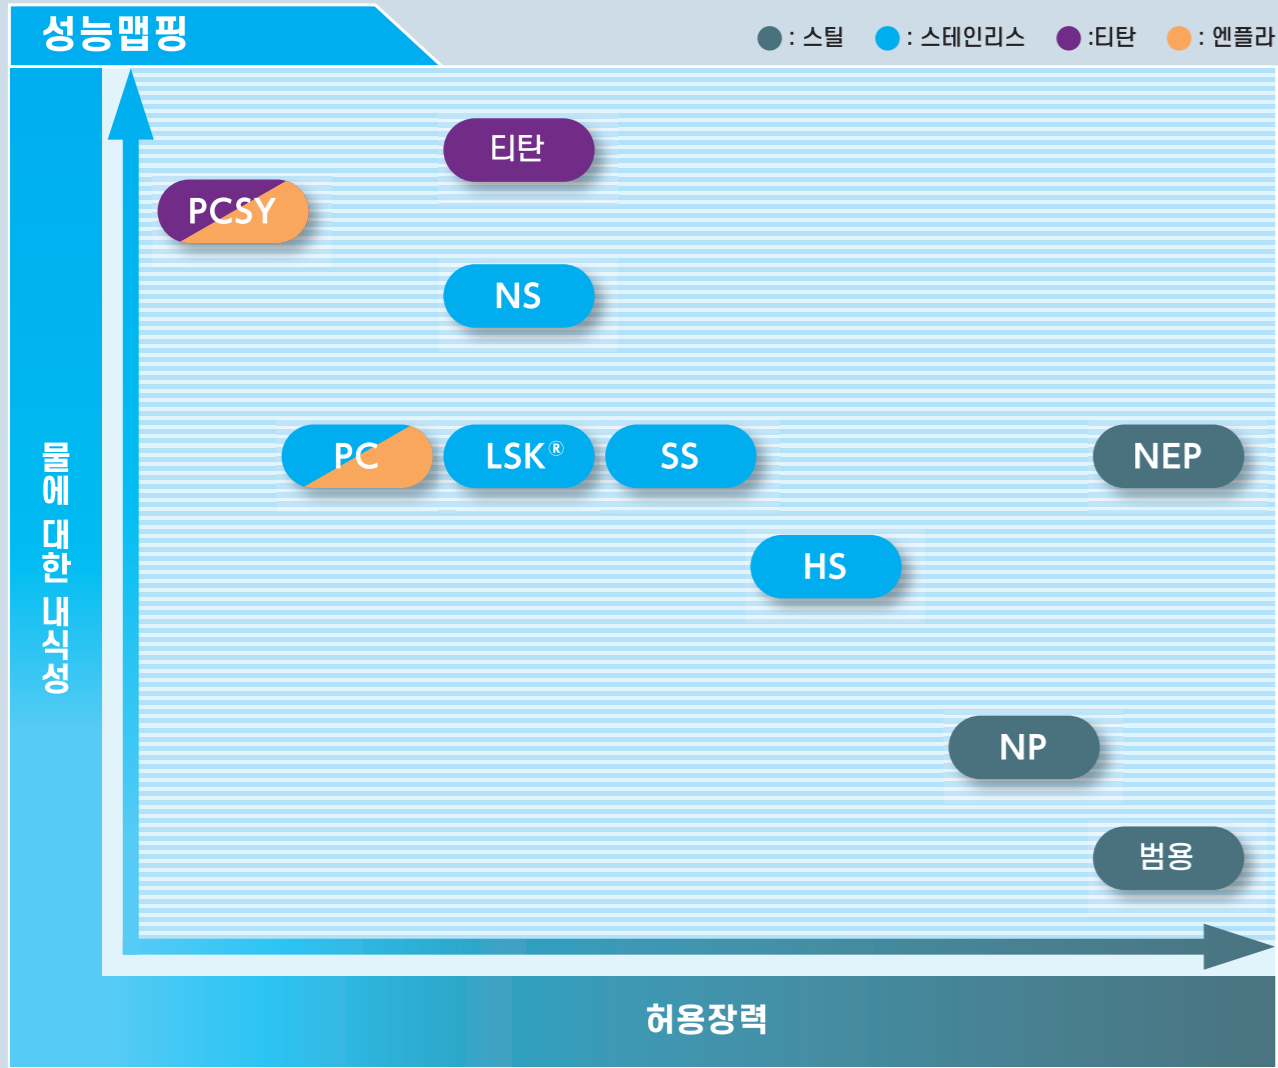 성능맵핑
: 스틸 : 스테인리스 :티탄 : 엔플라
티탄
PCSY
NS
PC LSK® SS NEP
HS
NP
범용
물에 대한 내식성
허용장력